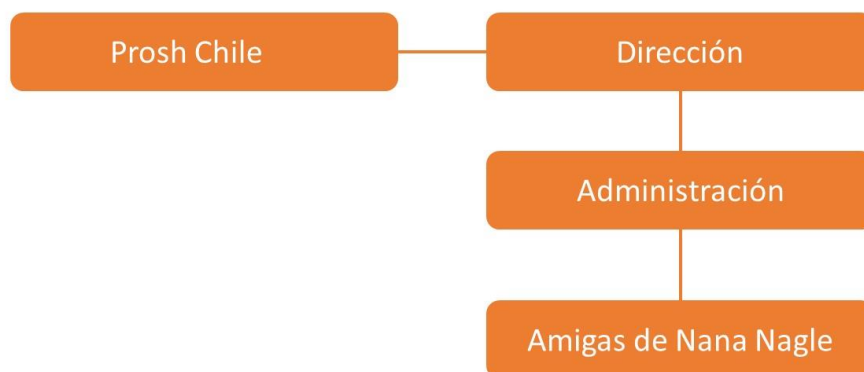 Prosh Chile
Dirección
Administración
Amigas de Nana Nagle